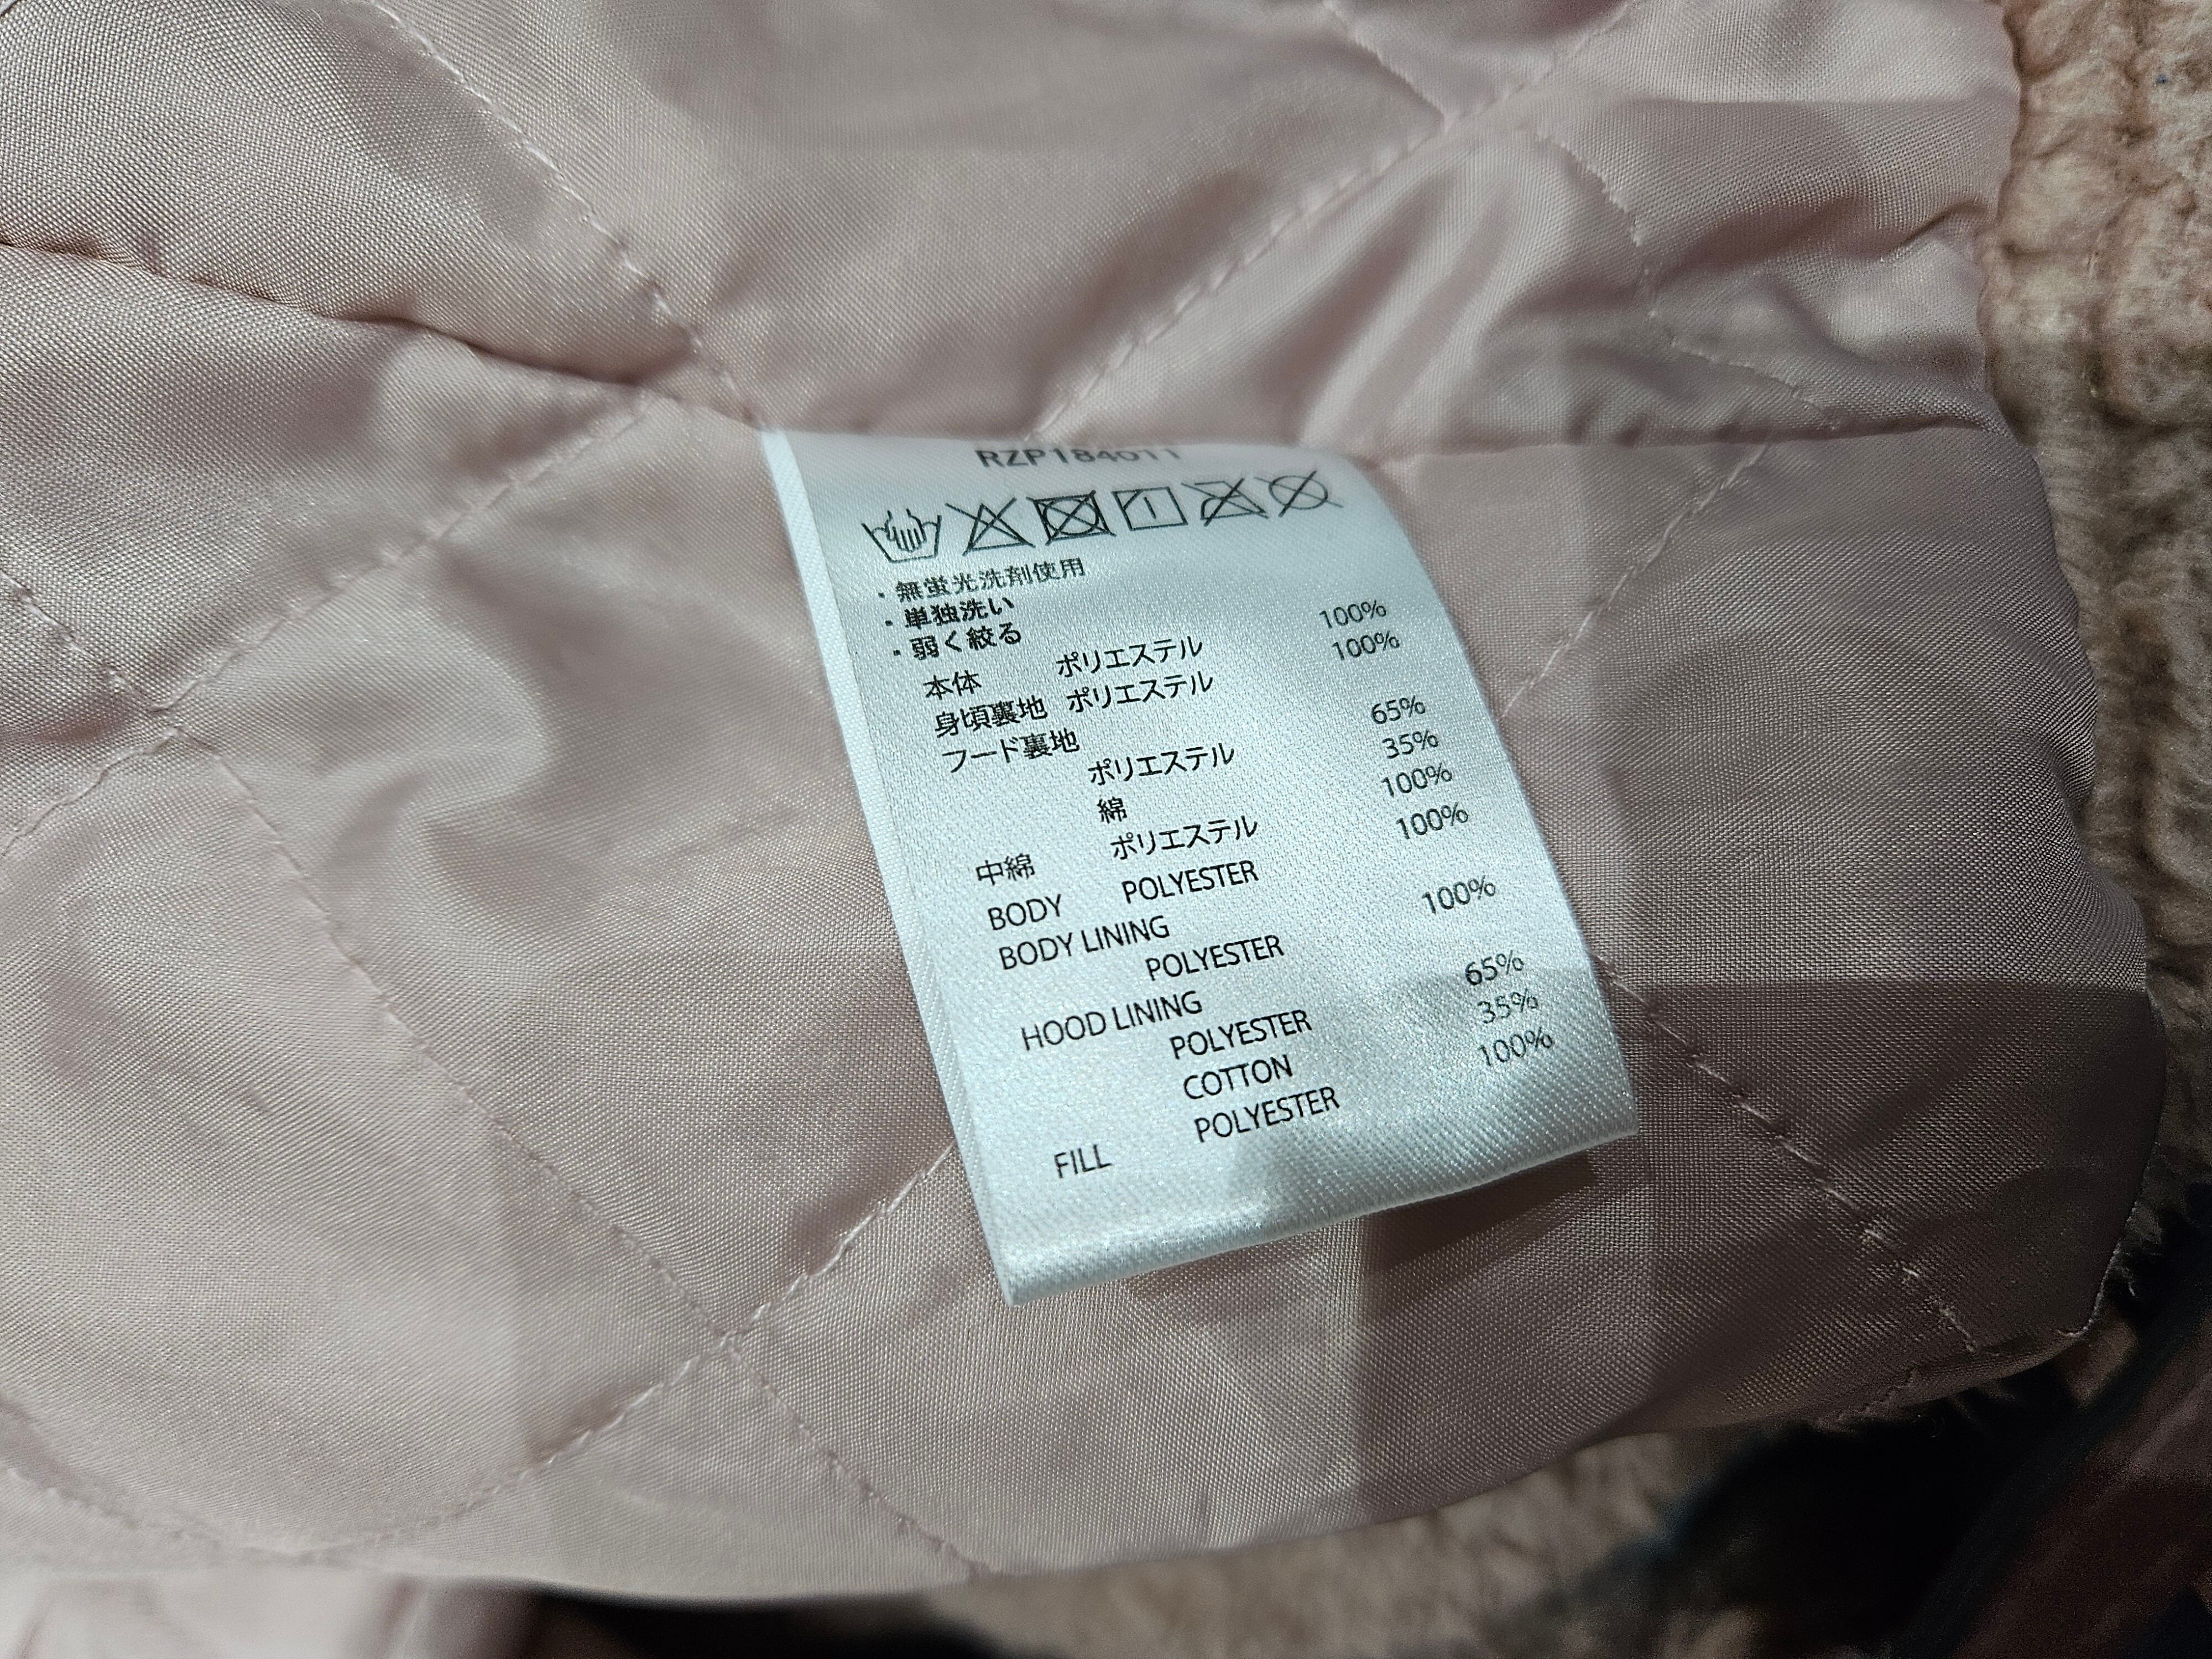 RZP184011
・無蛍光洗剤使用
・単独洗い
・弱く絞る
本体 ポリエステル 100%
身頃裏地 ポリエステル 100%
フード裏地
ポリエステル 65%
綿 35%
中綿 ポリエステル 100%
BODY POLYESTER 100%
BODY LINING
POLYESTER 100%
HOOD LINING
POLYESTER 65%
COTTON 35%
FILL POLYESTER 100%